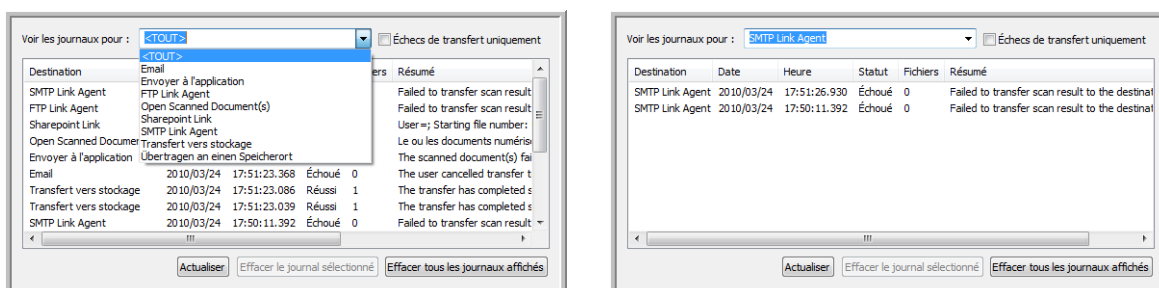 Voir les journaux pour : <TOUT> Échecs de transfert uniquement
<TOUT>
Email
Envoyer à l'application
FTP Link Agent
Open Scanned Document(s)
Sharepoint Link
SMTP Link Agent
Transfert vers stockage
Übertragen an einen Speicherort
Destination ers Résumé
SMTP Link Agent Failed to transfer scan result
FTP Link Agent Failed to transfer scan result
Sharepoint Link User=; Starting file number:
Open Scanned Documer Le ou les documents numéris
Envoyer à l'application The scanned document(s) fai
Email 2010/03/24 17:51:23.368 Échoué 0 The user cancelled transfer t
Transfert vers stockage 2010/03/24 17:51:23.086 Réussi 1 The transfer has completed s
Transfert vers stockage 2010/03/24 17:51:23.039 Réussi 1 The transfer has completed s
SMTP Link Agent 2010/03/24 17:50:11.392 Échoué 0 Failed to transfer scan result
Actualiser Effacer le journal sélectionné Effacer tous les journaux affichés
Voir les journaux pour : SMTP Link Agent Échecs de transfert uniquement
Destination Date Heure Statut Fichiers Résumé
SMTP Link Agent 2010/03/24 17:51:26.930 Échoué 0 Failed to transfer scan result to the destinat
SMTP Link Agent 2010/03/24 17:50:11.392 Échoué 0 Failed to transfer scan result to the destinat
Actualiser Effacer le journal sélectionné Effacer tous les journaux affichés